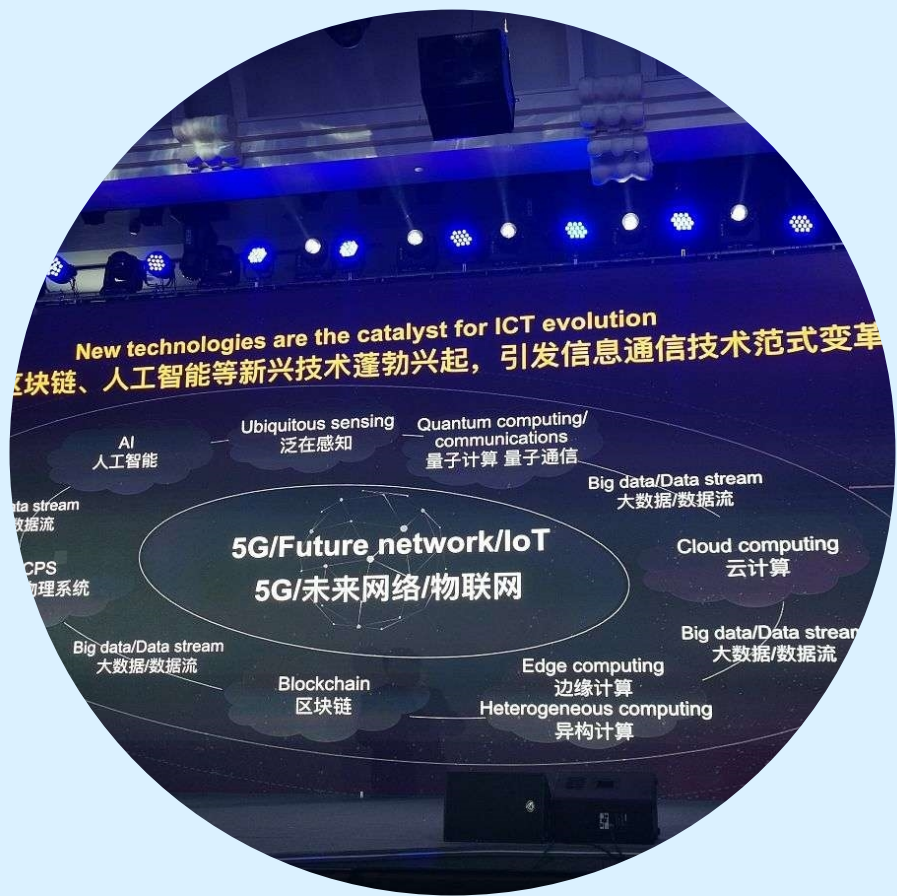 New technologies are the catalyst for ICT evolution
区块链、人工智能等新兴技术蓬勃兴起，引发信息通信技术范式变革
AI
人工智能
Ubiquitous sensing
泛在感知
Quantum computing/
communications
量子计算 量子通信
Big data/Data stream
大数据/数据流
ata stream
数据流
5G/Future network/IoT
5G/未来网络/物联网
Cloud computing
云计算
CPS
物理系统
Big data/Data stream
大数据/数据流
Big data/Data stream
大数据/数据流
Blockchain
区块链
Edge computing
边缘计算
Heterogeneous computing
异构计算